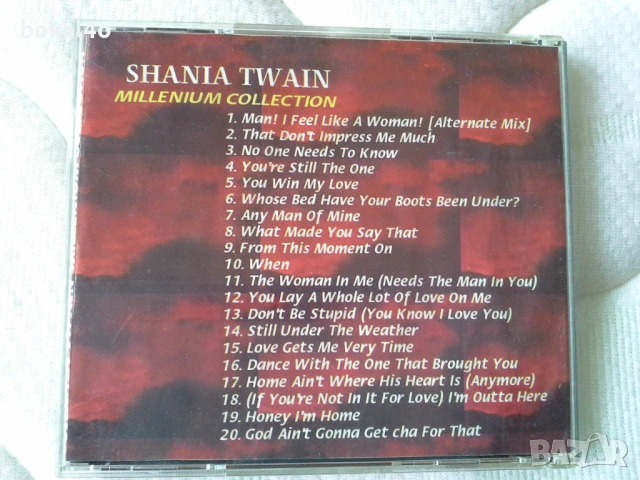 bobi740
SHANIA TWAIN
MILLENIUM COLLECTION
1. Man! I Feel Like A Woman! [Alternate Mix]
2. That Don't Impress Me Much
3. No One Needs To Know
4. You're Still The One
5. You Win My Love
6. Whose Bed Have Your Boots Been Under?
7. Any Man Of Mine
8. What Made You Say That
9. From This Moment On
10. When
11. The Woman In Me (Needs The Man In You)
12. You Lay A Whole Lot Of Love On Me
13. Don't Be Stupid (You Know I Love You)
14. Still Under The Weather
15. Love Gets Me Very Time
16. Dance With The One That Brought You
17. Home Ain't Where His Heart Is (Anymore)
18. (If You're Not In It For Love) I'm Outta Here
19. Honey I'm Home
20. God Ain't Gonna Get cha For That
BAZAR